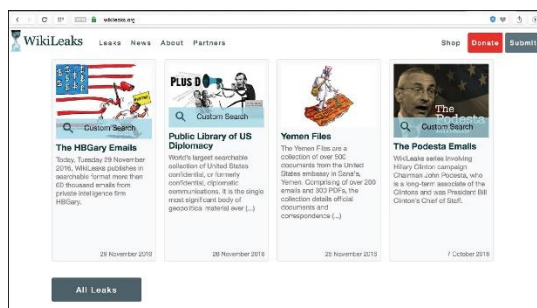 wikileaks.org
WikiLeaks Leaks News About Partners Shop Donate Submit
Custom Search
The HBGary Emails
Today, Tuesday 29 November
2016, WikiLeaks publishes in
searchable format more than
60 thousand emails from
private intelligence firm
HBGary.
29 November 2016
PLUS D
Custom Search
Public Library of US
Diplomacy
World's largest searchable
collection of United States
confidential, or formerly
confidential, diplomatic
communications. It is the single
most significant body of
geopolitical material ever (...)
28 November 2016
Yemen Files
The Yemen Files are a
collection of over 500
documents from the United
States embassy in Sana'a,
Yemen. Comprising of over 200
emails and 300 PDFs, the
collection details official
documents and
correspondence (...)
25 November 2016
The
Podesta
Custom Search
The Podesta Emails
WikiLeaks series involving
Hillary Clinton campaign
Chairman John Podesta, who
is a long-term associate of the
Clintons and was President Bill
Clinton's Chief of Staff.
7 October 2016
All Leaks